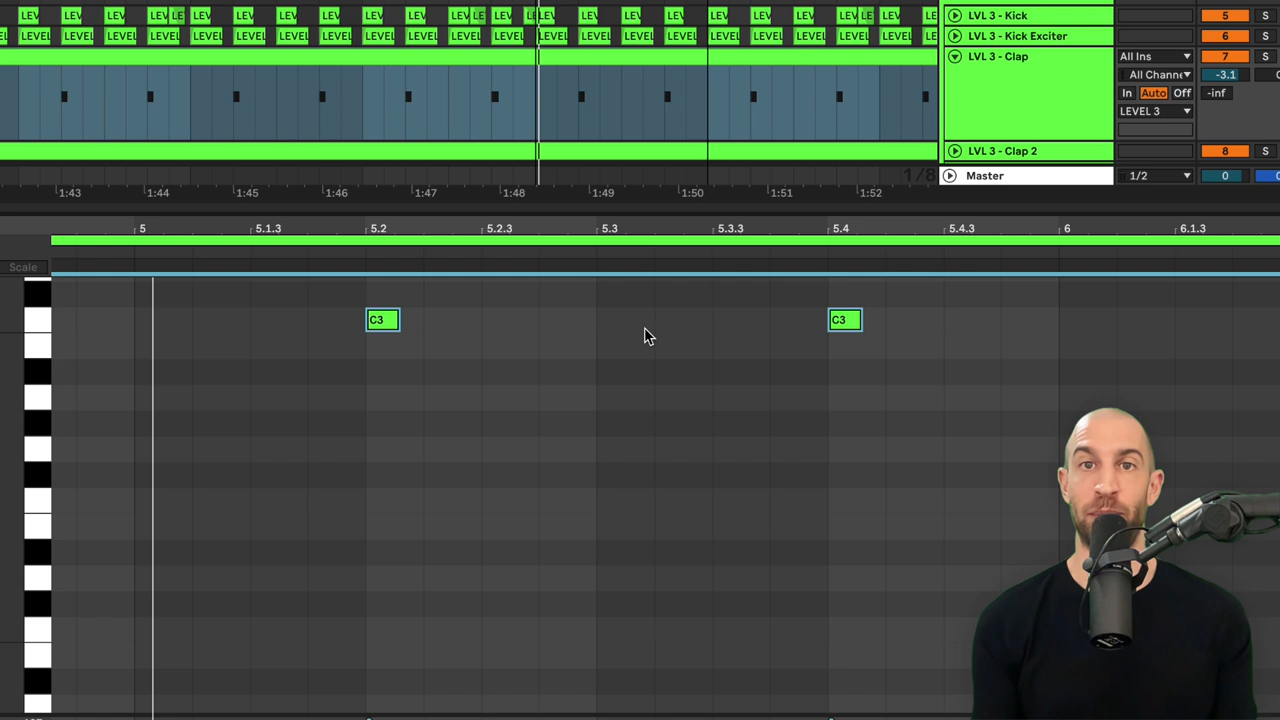 LEV LEV LEV LEV LEV LEV LEV LEV LEV LEV LEV LEV LE LEV LE LEV LEV LEV LEV LEV LEV LEV LEV LE LEV LE
LVL 3 - Kick 5 S
LEVEL LEVEL LEVEL LEVEL LEVEL LEVEL LEVEL LEVEL LEVEL LEVEL LEVEL LEVEL LEVEL LEVEL LEVEL LEVEL LEVEL LEVEL LEVEL LEVEL LEVEL LE
LVL 3 - Kick Exciter 6 S
LVL 3 - Clap All Ins 7 S
All Channe -3.1
In Auto Off -inf
LEVEL 3
LVL 3 - Clap 2 8 S
1/8 Master 1/2 0
1:43 1:44 1:45 1:46 1:47 1:48 1:49 1:50 1:51 1:52
5 5.1.3 5.2 5.2.3 5.3 5.3.3 5.4 5.4.3 6 6.1.3
Scale
C3 C3